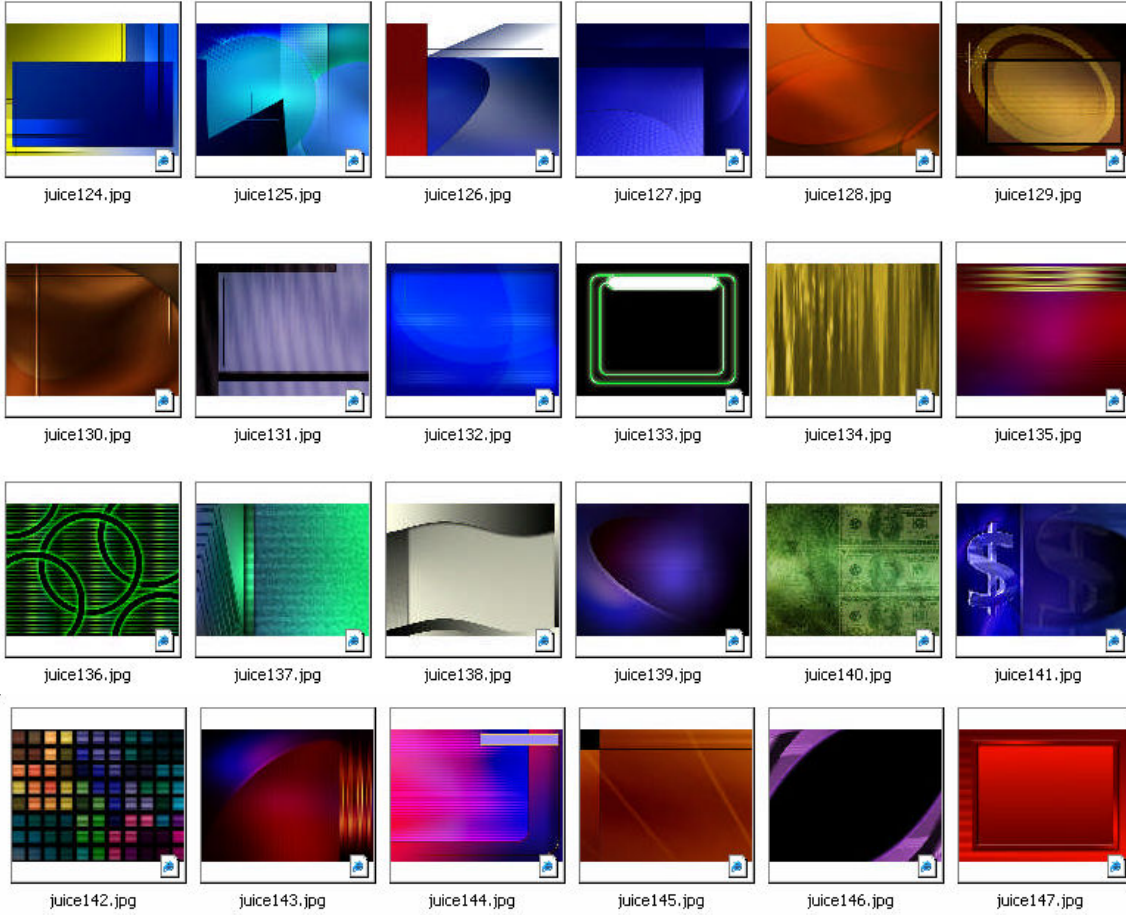 juice124.jpg juice125.jpg juice126.jpg juice127.jpg juice128.jpg juice129.jpg
juice130.jpg juice131.jpg juice132.jpg juice133.jpg juice134.jpg juice135.jpg
juice136.jpg juice137.jpg juice138.jpg juice139.jpg juice140.jpg juice141.jpg
juice142.jpg juice143.jpg juice144.jpg juice145.jpg juice146.jpg juice147.jpg